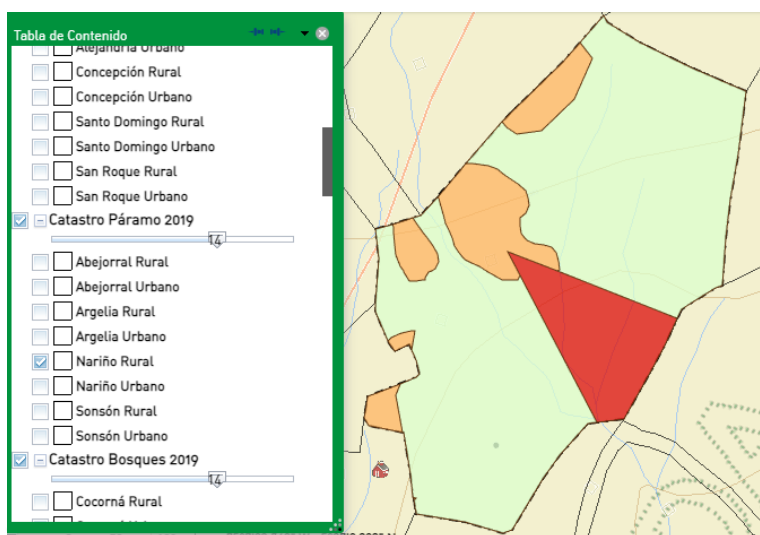 Tabla de Contenido
Alejandría Urbano
Concepción Rural
Concepción Urbano
Santo Domingo Rural
Santo Domingo Urbano
San Roque Rural
San Roque Urbano
Catastro Páramo 2019
14
Abejorral Rural
Abejorral Urbano
Argelia Rural
Argelia Urbano
Nariño Rural
Nariño Urbano
Sonsón Rural
Sonsón Urbano
Catastro Bosques 2019
14
Cocorná Rural